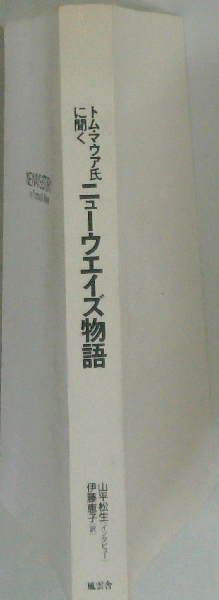 トム・マウア氏
に聞く
ニューウエイズ物語
山平松生〔インタビュー〕
伊藤恵子〔訳〕
風雲舎